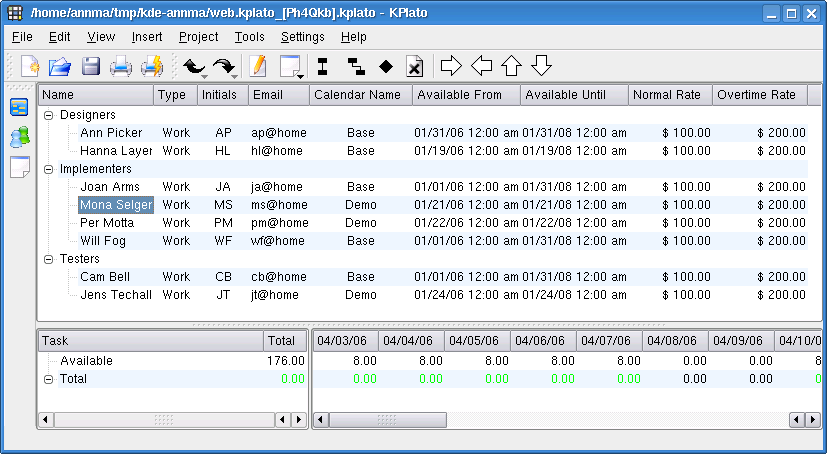 /home/annma/tmp/kde-annma/web.kplato_[Ph4Qkb].kplato - KPlato
File Edit View Insert Project Tools Settings Help
Name Type Initials Email Calendar Name Available From Available Until Normal Rate Overtime Rate
Designers
Ann Picker Work AP ap@home Base 01/31/06 12:00 am 01/31/08 12:00 am $ 100.00 $ 200.00
Hanna Layer Work HL hl@home Base 01/19/06 12:00 am 01/19/08 12:00 am $ 100.00 $ 200.00
Implementers
Joan Arms Work JA ja@home Base 01/01/06 12:00 am 01/31/08 12:00 am $ 100.00 $ 200.00
Mona Selger Work MS ms@home Demo 01/21/06 12:00 am 01/21/08 12:00 am $ 100.00 $ 200.00
Per Motta Work PM pm@home Demo 01/22/06 12:00 am 01/22/08 12:00 am $ 100.00 $ 200.00
Will Fog Work WF wf@home Base 01/01/06 12:00 am 01/31/08 12:00 am $ 100.00 $ 200.00
Testers
Cam Bell Work CB cb@home Base 01/01/06 12:00 am 01/31/08 12:00 am $ 100.00 $ 200.00
Jens Techall Work JT jt@home Demo 01/24/06 12:00 am 01/24/08 12:00 am $ 100.00 $ 200.00
Task Total 04/03/06 04/04/06 04/05/06 04/06/06 04/07/06 04/08/06 04/09/06 04/10/0
Available 176.00 8.00 8.00 8.00 8.00 8.00 0.00 0.00 8
Total 0.00 0.00 0.00 0.00 0.00 0.00 0.00 0.00 0